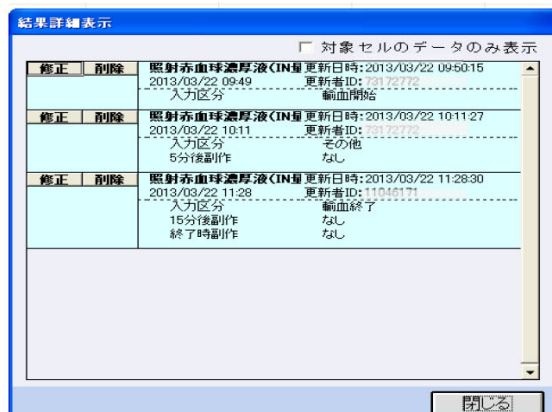 結果詳細表示
対象セルのデータのみ表示
修正 削除 照射赤血球濃厚液(IN量 更新日時:2013/03/22 09:50:15
2013/03/22 09:49 更新者ID:73172772
入力区分 輸血開始
修正 削除 照射赤血球濃厚液(IN量 更新日時:2013/03/22 10:11:27
2013/03/22 10:11 更新者ID:73172772
入力区分 その他
5分後副作 なし
修正 削除 照射赤血球濃厚液(IN量 更新日時:2013/03/22 11:28:30
2013/03/22 11:28 更新者ID:11046171
入力区分 輸血終了
15分後副作 なし
終了時副作 なし
閉じる